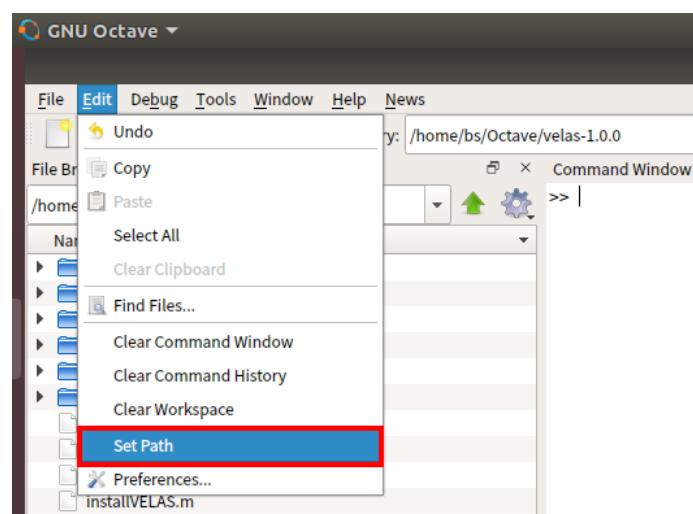 GNU Octave
File Edit Debug Tools Window Help News
Undo
ry: /home/bs/Octave/velas-1.0.0
Copy
File Br
Command Window
Paste
/home
>>
Select All
Nar
Clear Clipboard
Find Files...
Clear Command Window
Clear Command History
Clear Workspace
Set Path
Preferences...
installVELAS.m